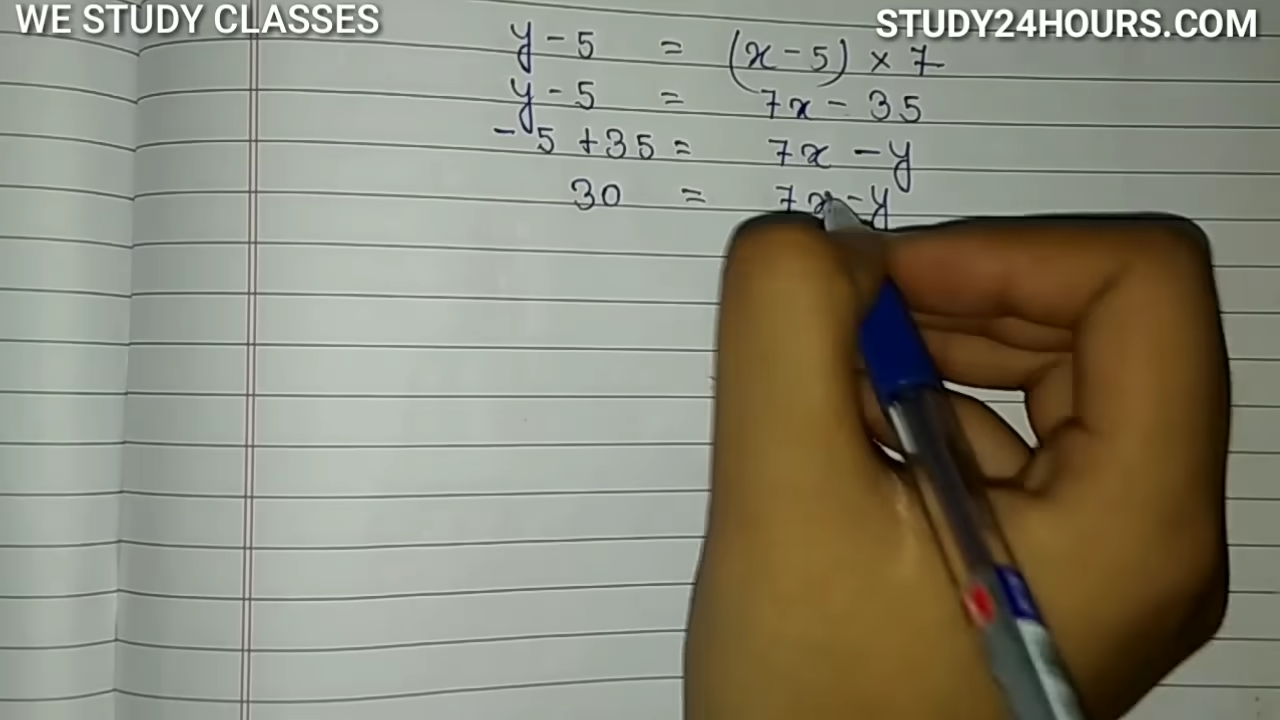 WE STUDY CLASSES
STUDY24HOURS.COM
y - 5 = (x - 5) × 7
y - 5 = 7x - 35
- 5 + 35 = 7x - y
30 = 7x - y